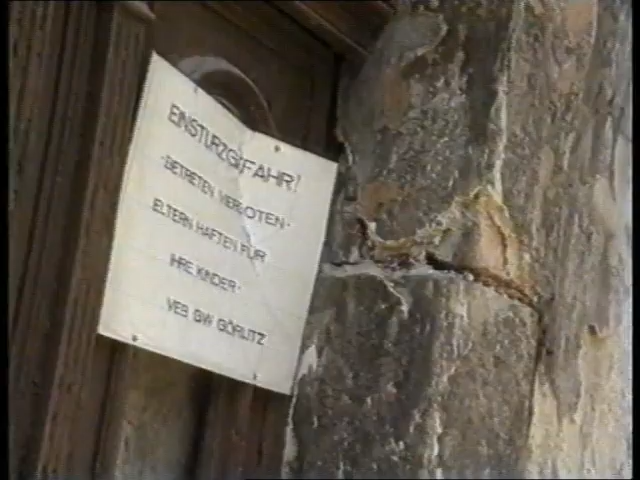 EINSTURZGEFAHR!
-BETRETEN VERBOTEN-
ELTERN HAFTEN FÜR
IHRE KINDER-
VEB GW GÖRLITZ